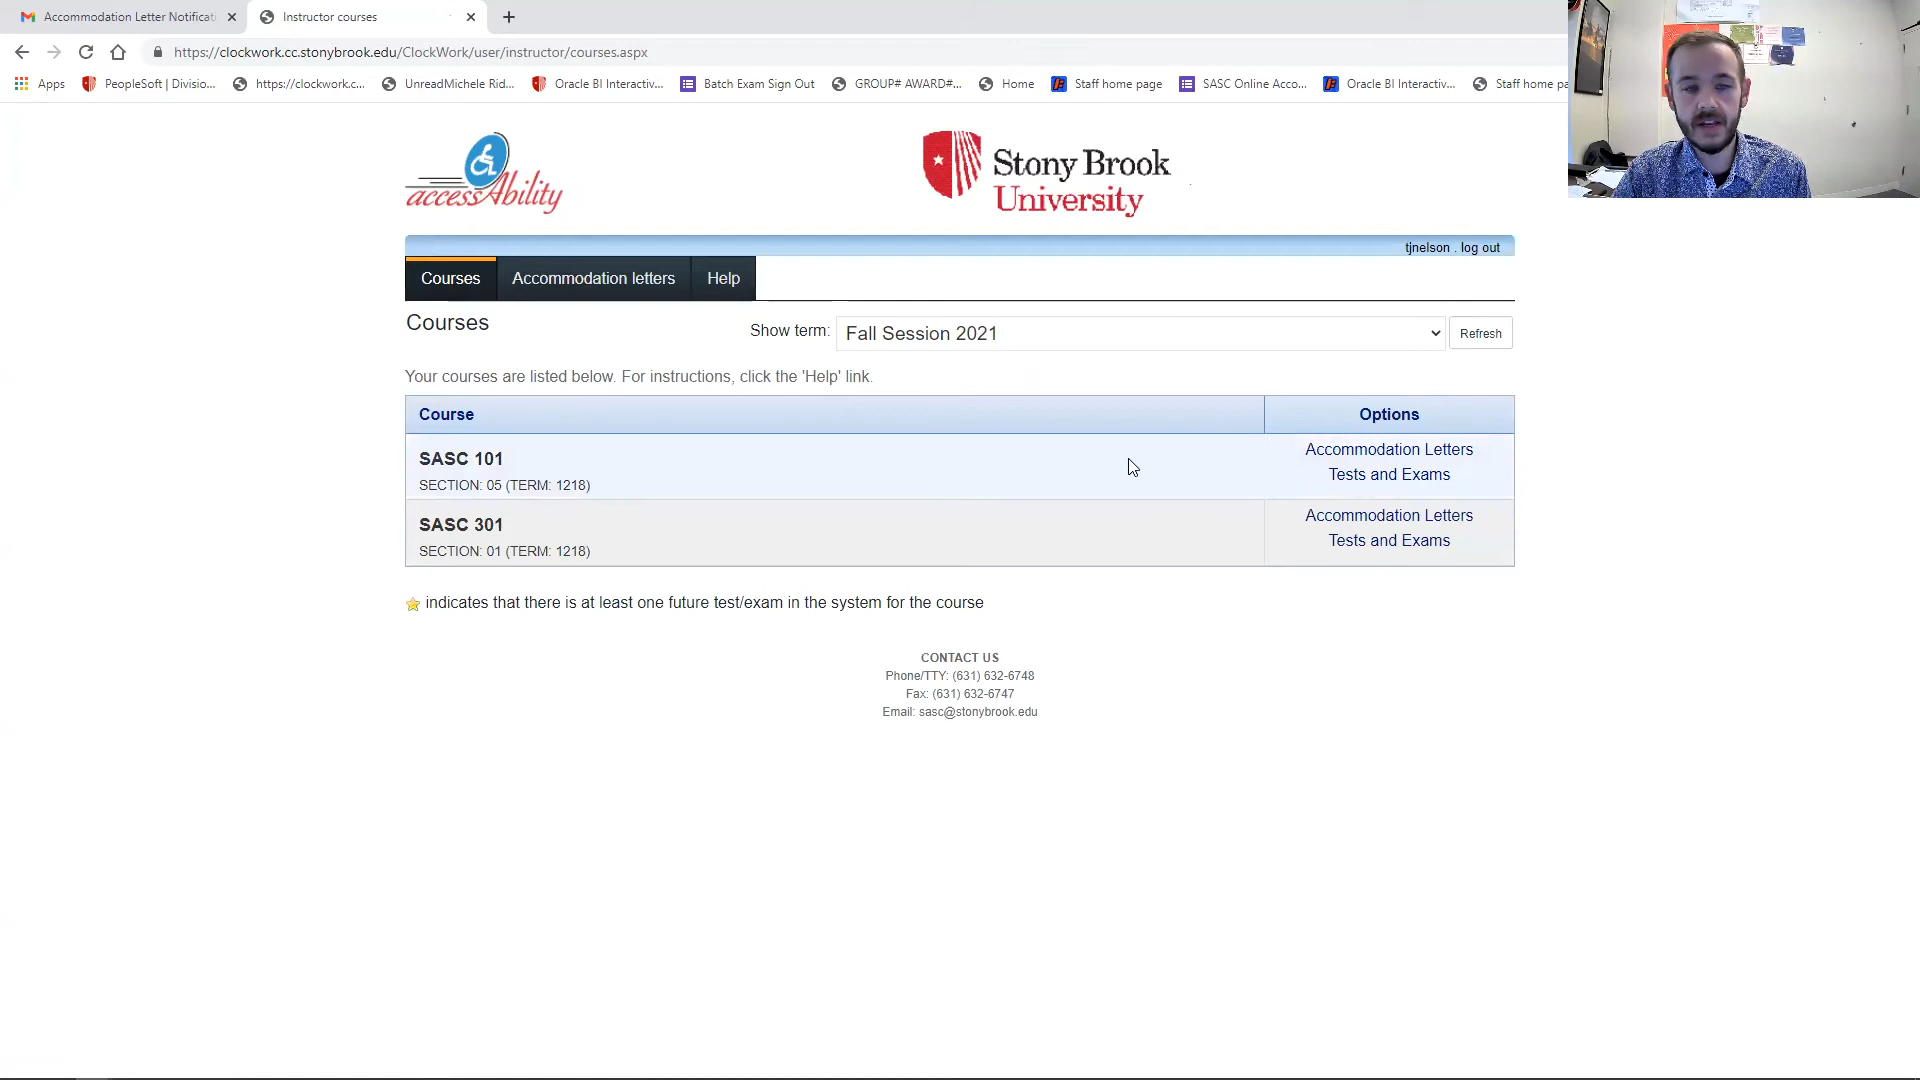 Accommodation Letter Notificat
Instructor courses
https://clockwork.cc.stonybrook.edu/ClockWork/user/instructor/courses.aspx
Apps
PeopleSoft | Divisio...
https://clockwork.c...
UnreadMichele Rid...
Oracle BI Interactiv...
Batch Exam Sign Out
GROUP# AWARD#...
Home
Staff home page
SASC Online Acco...
Oracle BI Interactiv...
Staff home pa
accessAbility
Stony Brook
University
tjnelson . log out
Courses
Accommodation letters
Help
Courses
Show term:
Fall Session 2021
Refresh
Your courses are listed below. For instructions, click the 'Help' link.
Course
Options
SASC 101
SECTION: 05 (TERM: 1218)
Accommodation Letters
Tests and Exams
SASC 301
SECTION: 01 (TERM: 1218)
Accommodation Letters
Tests and Exams
indicates that there is at least one future test/exam in the system for the course
CONTACT US
Phone/TTY: (631) 632-6748
Fax: (631) 632-6747
Email: sasc@stonybrook.edu